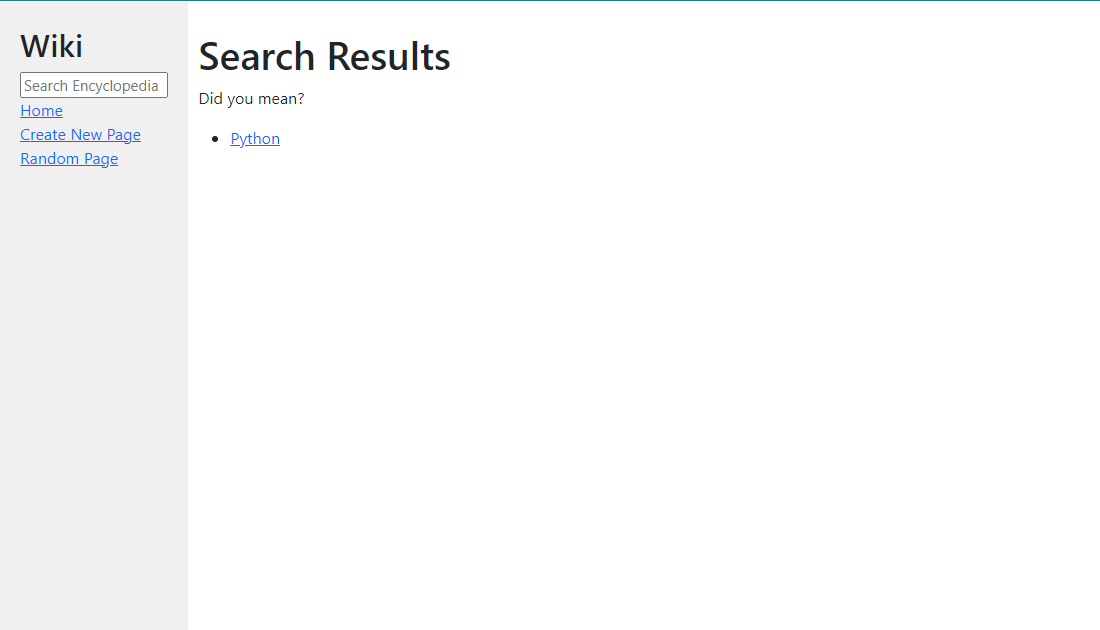 Wiki
Search Encyclopedia
Home
Create New Page
Random Page
Search Results
Did you mean?
Python